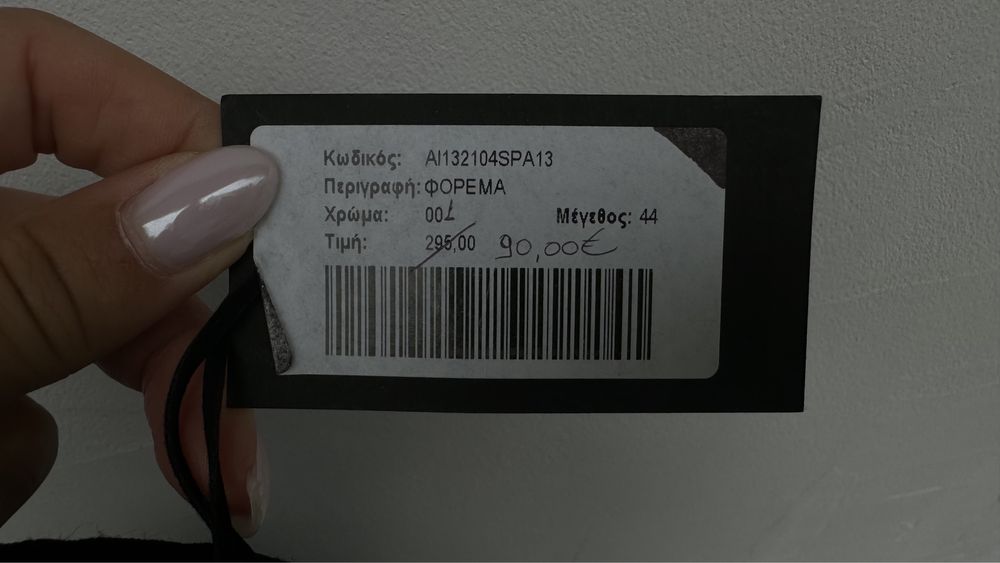 Κωδικός: AI132104SPA13
Περιγραφή: ΦΟΡΕΜΑ
Χρώμα: 001 Μέγεθος: 44
Τιμή: 295,00 90,00€